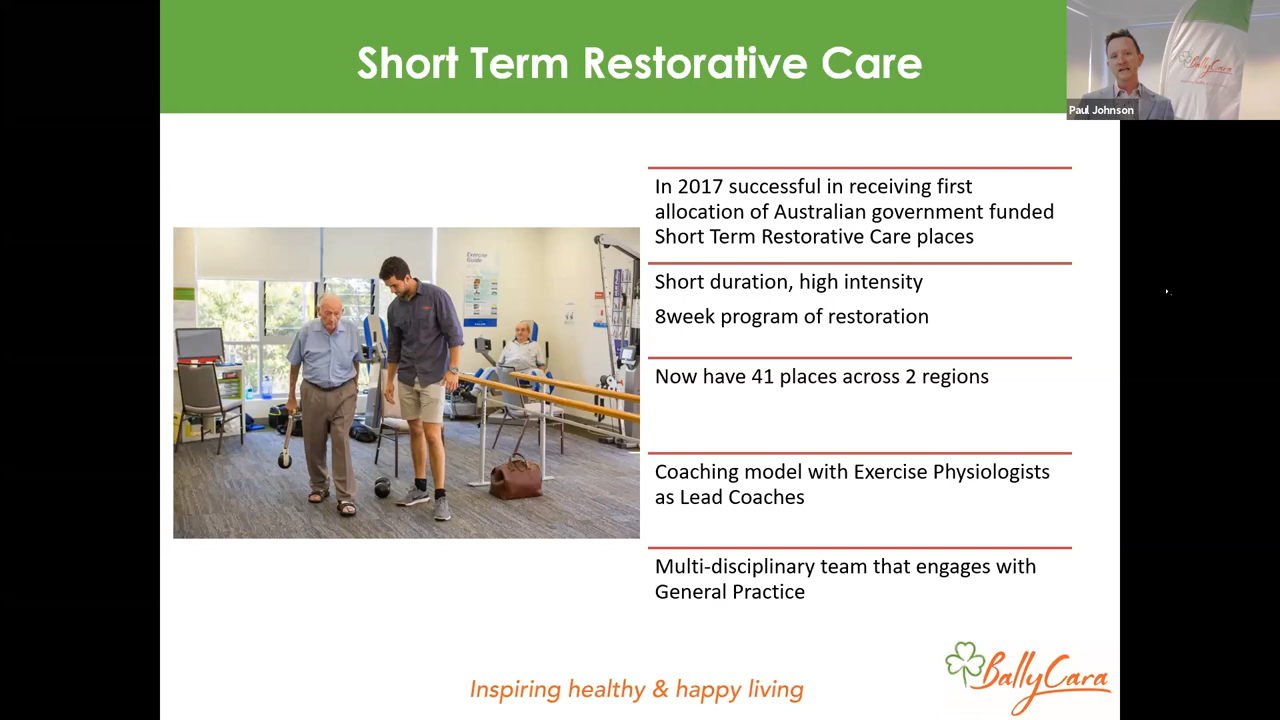 Short Term Restorative Care
BallyCara
Paul Johnson
In 2017 successful in receiving first
allocation of Australian government funded
Short Term Restorative Care places
Short duration, high intensity
8week program of restoration
Exercise
Guide
Now have 41 places across 2 regions
Coaching model with Exercise Physiologists
as Lead Coaches
Multi-disciplinary team that engages with
General Practice
Inspiring healthy & happy living
BallyCara